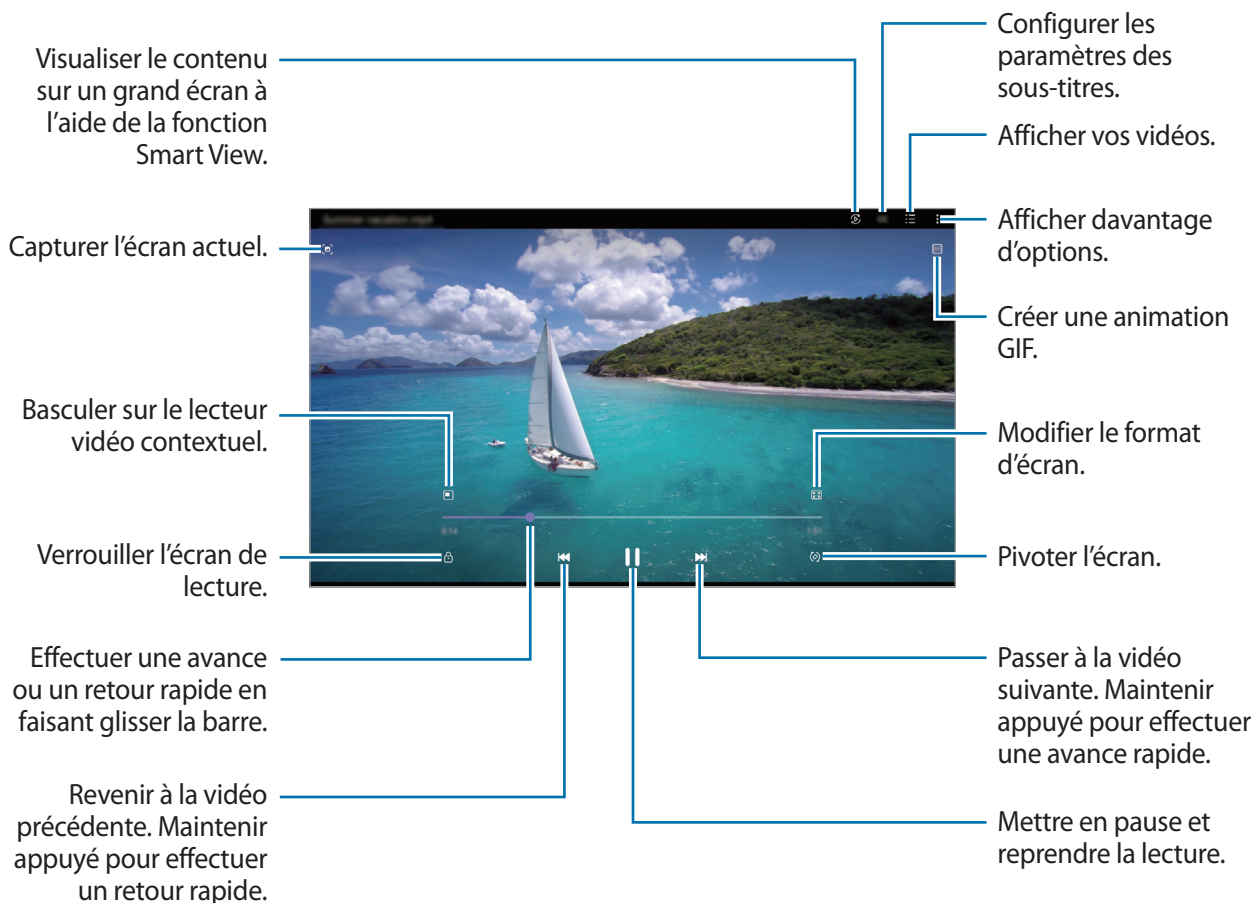 Visualiser le contenu
sur un grand écran à
l’aide de la fonction
Smart View.
Capturer l’écran actuel.
Basculer sur le lecteur
vidéo contextuel.
Verrouiller l’écran de
lecture.
Effectuer une avance
ou un retour rapide en
faisant glisser la barre.
Revenir à la vidéo
précédente. Maintenir
appuyé pour effectuer
un retour rapide.
Summer vacation.mp4
Configurer les
paramètres des
sous-titres.
Afficher vos vidéos.
Afficher davantage
d’options.
Créer une animation
GIF.
Modifier le format
d’écran.
Pivoter l’écran.
Passer à la vidéo
suivante. Maintenir
appuyé pour effectuer
une avance rapide.
Mettre en pause et
reprendre la lecture.